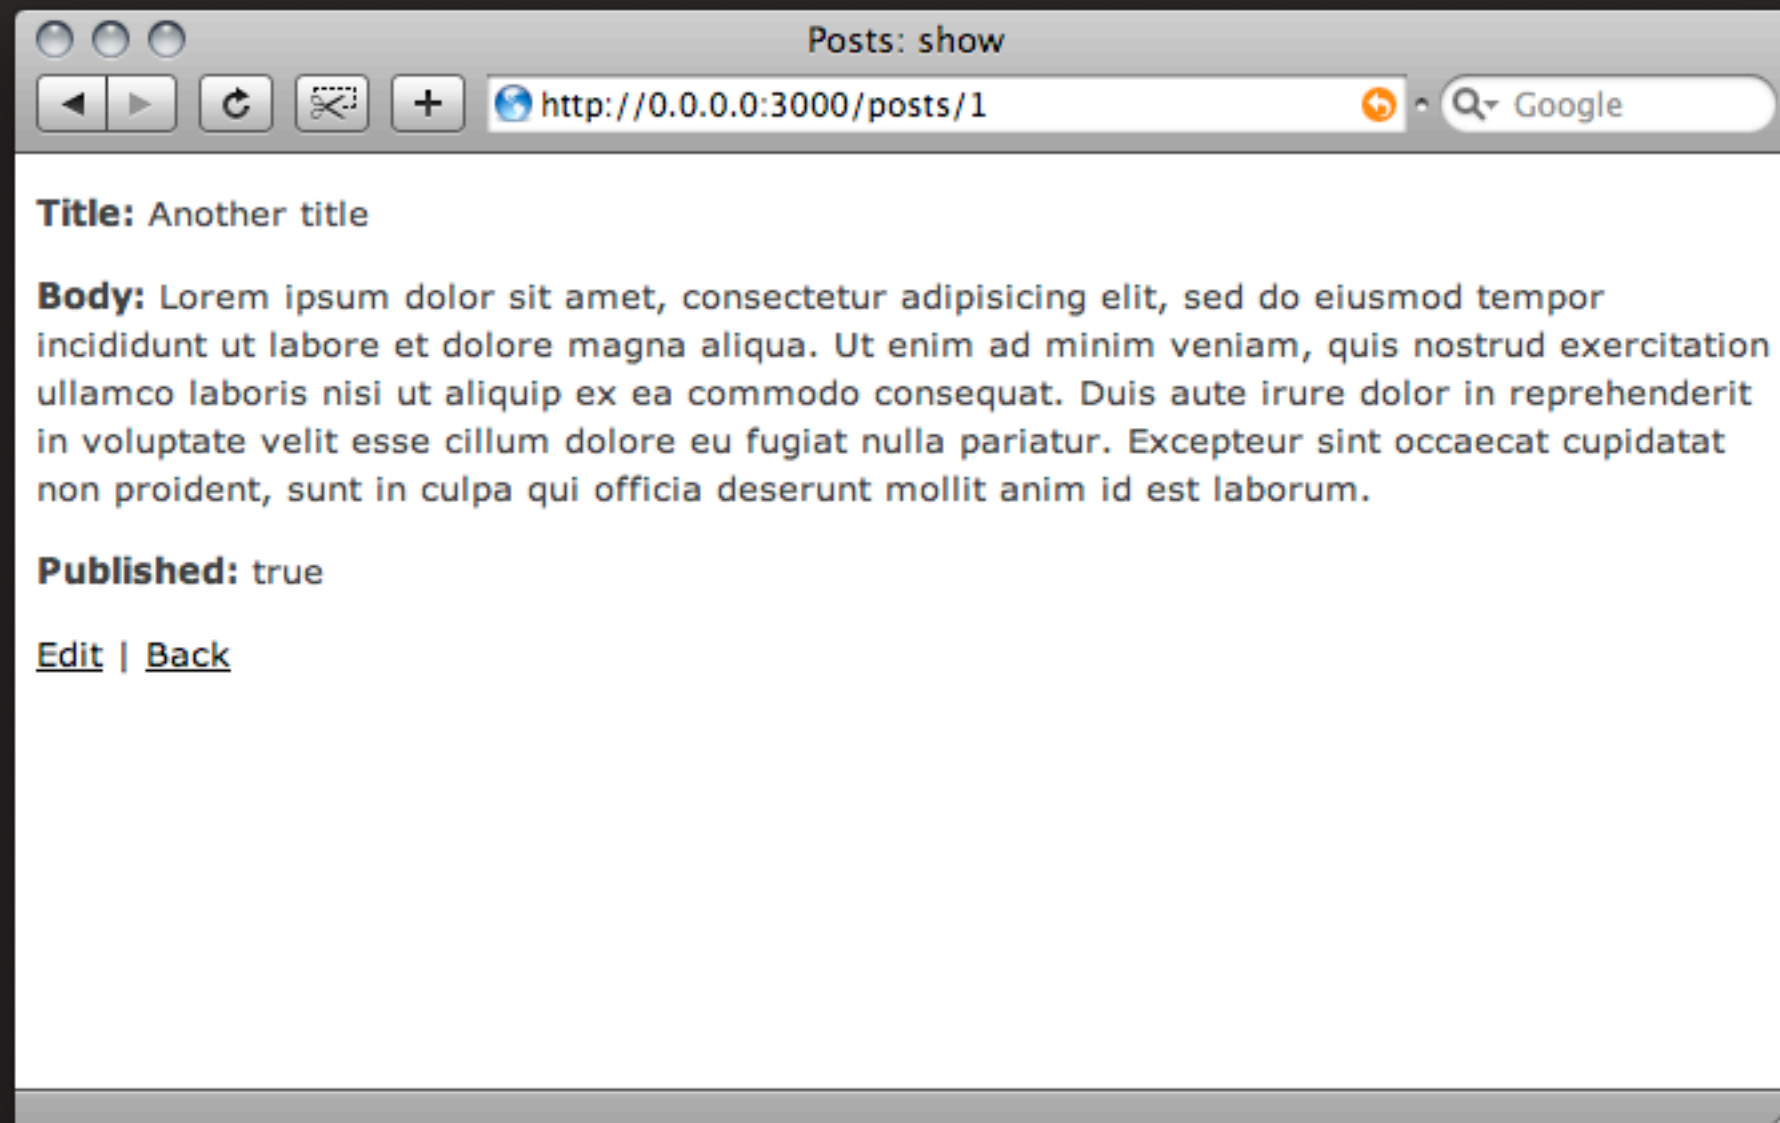 Posts: show
http://0.0.0.0:3000/posts/1
Google
Title: Another title
Body: Lorem ipsum dolor sit amet, consectetur adipisicing elit, sed do eiusmod tempor
incididunt ut labore et dolore magna aliqua. Ut enim ad minim veniam, quis nostrud exercitation
ullamco laboris nisi ut aliquip ex ea commodo consequat. Duis aute irure dolor in reprehenderit
in voluptate velit esse cillum dolore eu fugiat nulla pariatur. Excepteur sint occaecat cupidatat
non proident, sunt in culpa qui officia deserunt mollit anim id est laborum.
Published: true
Edit | Back